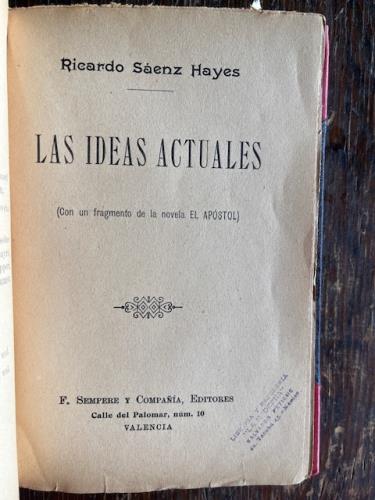 Ricardo Sáenz Hayes
LAS IDEAS ACTUALES
(Con un fragmento de la novela EL APÓSTOL)
F. SEMPERE Y COMPAÑÍA, EDITORES
Calle del Palomar, núm. 10
VALENCIA